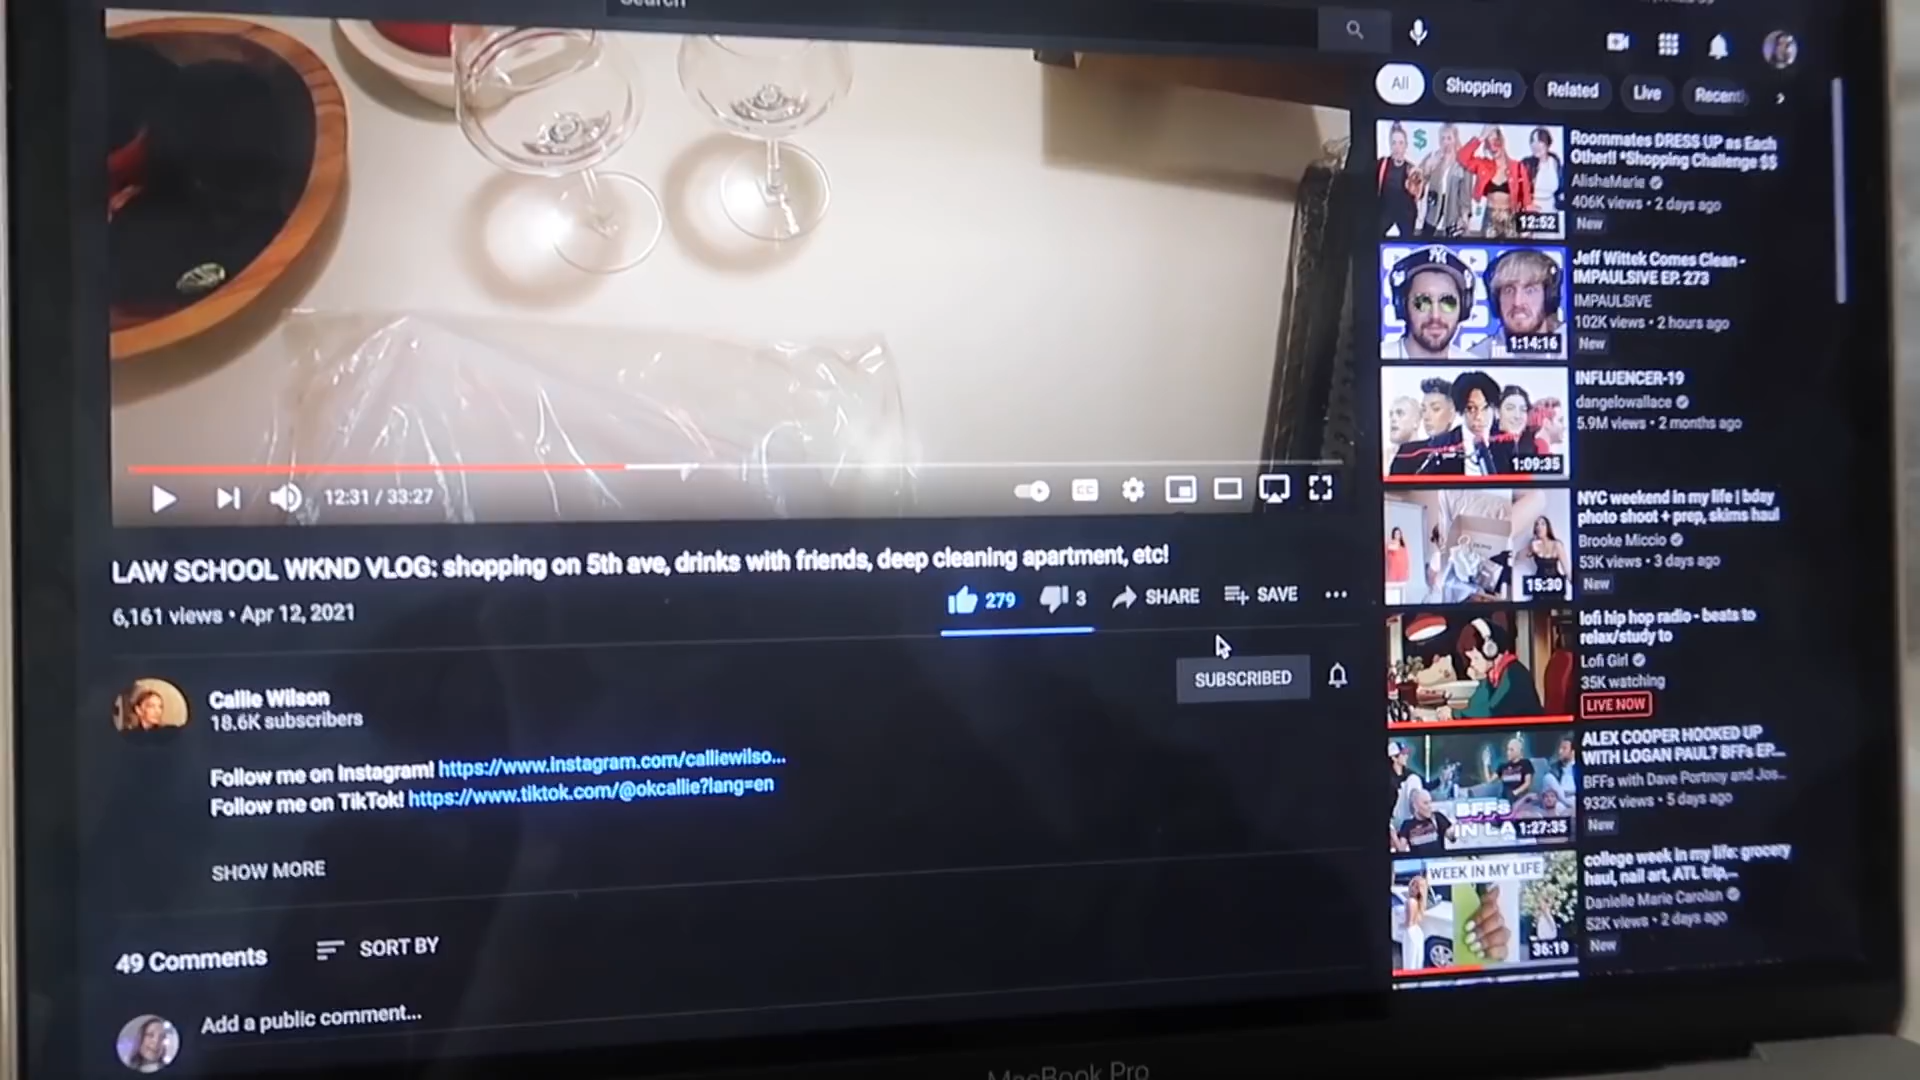 Search
All
Shopping
Related
Live
Recent
Roommates DRESS UP as Each
Other!! *Shopping Challenge $$
AlishaMarie
406K views • 2 days ago
New
12:52
Jeff Wittek Comes Clean -
IMPAULSIVE EP. 273
IMPAULSIVE
102K views • 2 hours ago
New
1:14:16
INFLUENCER-19
dangelowallace
5.9M views • 2 months ago
1:09:35
NYC weekend in my life | bday
photo shoot + prep, skims haul
Brooke Miccio
53K views • 3 days ago
New
15:30
lofi hip hop radio - beats to
relax/study to
Lofi Girl
35K watching
LIVE NOW
ALEX COOPER HOOKED UP
WITH LOGAN PAUL? BFFs EP...
BFFs with Dave Portnoy and Jos...
932K views • 5 days ago
New
BFFs
IN LA
1:27:35
college week in my life: grocery
haul, nail art, ATL trip,...
Danielle Marie Carolan
52K views • 2 days ago
New
WEEK IN MY LIFE
36:19
12:31 / 33:27
CC
LAW SCHOOL WKND VLOG: shopping on 5th ave, drinks with friends, deep cleaning apartment, etc!
6,161 views • Apr 12, 2021
279
3
SHARE
SAVE
Callie Wilson
18.6K subscribers
SUBSCRIBED
Follow me on Instagram! https://www.instagram.com/calliewilso...
Follow me on TikTok! https://www.tiktok.com/@okcallie?lang=en
SHOW MORE
49 Comments
SORT BY
Add a public comment...
MacBook Pro